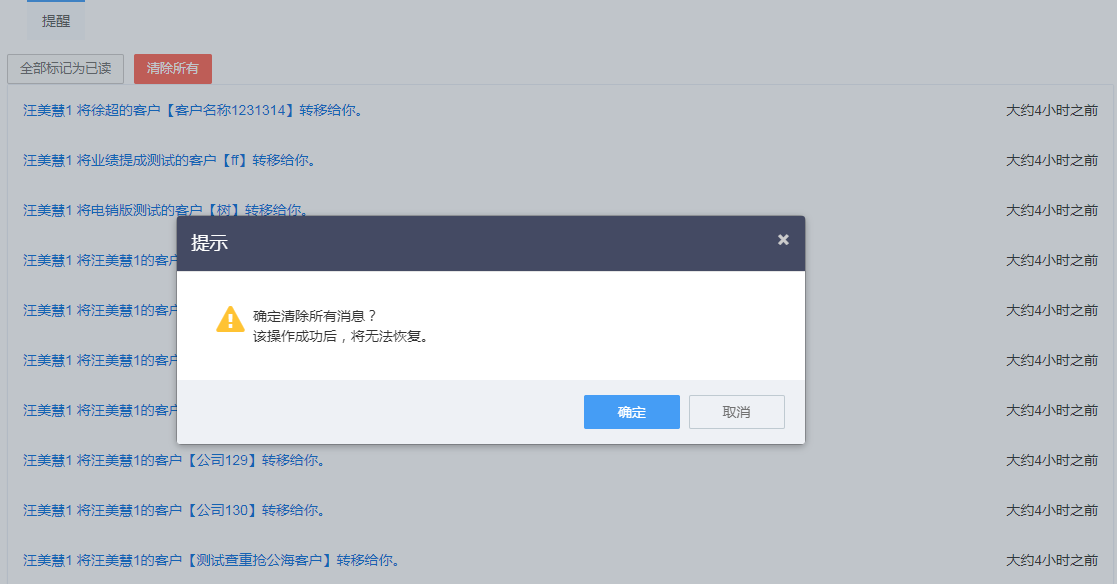 提醒
全部标记为已读 清除所有
汪美慧1 将徐超的客户【客户名称1231314】转移给你。 大约4小时之前
汪美慧1 将业绩提成测试的客户【ff】转移给你。 大约4小时之前
汪美慧1 将电销版测试的客户【树】转移给你。 大约4小时之前
提示
汪美慧1 将汪美慧1的客户 大约4小时之前
汪美慧1 将汪美慧1的客户 大约4小时之前
确定清除所有消息？
该操作成功后，将无法恢复。
汪美慧1 将汪美慧1的客户 大约4小时之前
汪美慧1 将汪美慧1的客户 大约4小时之前
确定 取消
汪美慧1 将汪美慧1的客户【公司129】转移给你。 大约4小时之前
汪美慧1 将汪美慧1的客户【公司130】转移给你。 大约4小时之前
汪美慧1 将汪美慧1的客户【测试查重抢公海客户】转移给你。 大约4小时之前